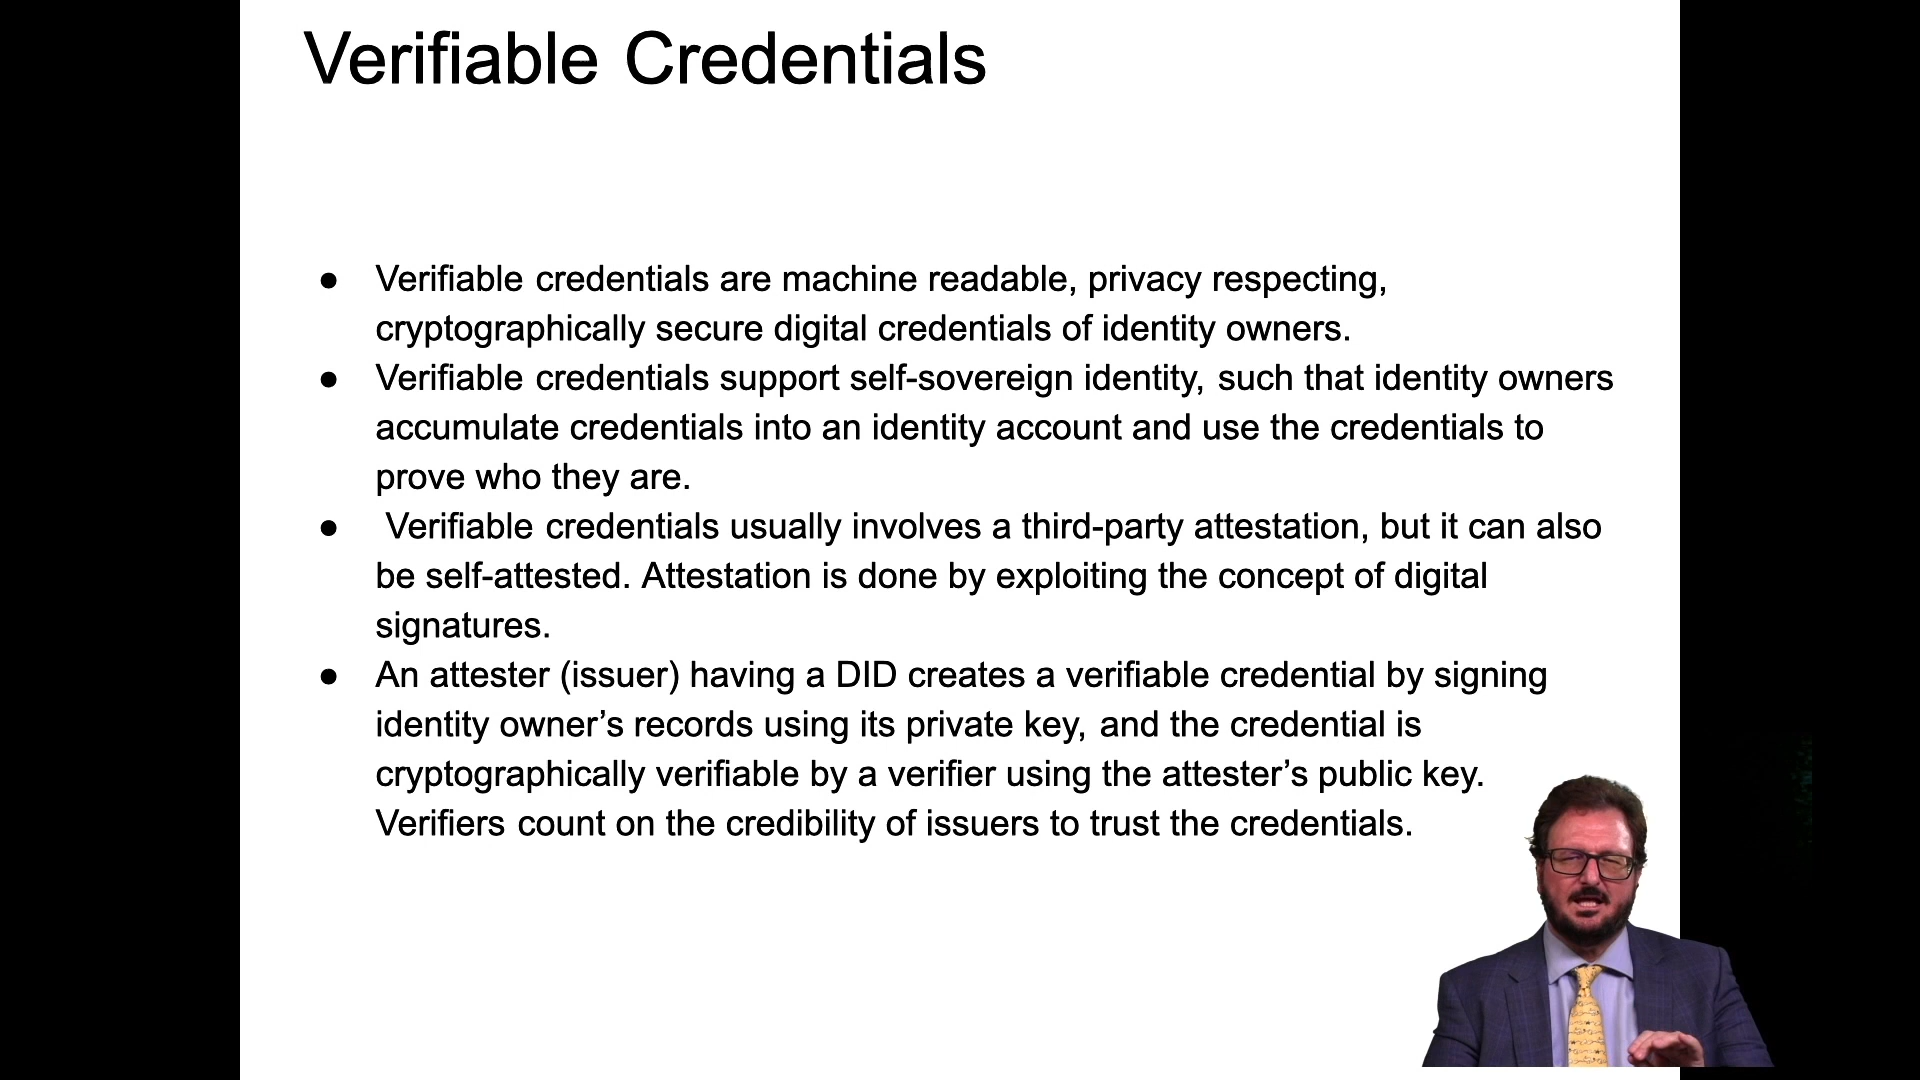 Verifiable Credentials
● Verifiable credentials are machine readable, privacy respecting,
cryptographically secure digital credentials of identity owners.
● Verifiable credentials support self-sovereign identity, such that identity owners
accumulate credentials into an identity account and use the credentials to
prove who they are.
● Verifiable credentials usually involves a third-party attestation, but it can also
be self-attested. Attestation is done by exploiting the concept of digital
signatures.
● An attester (issuer) having a DID creates a verifiable credential by signing
identity owner’s records using its private key, and the credential is
cryptographically verifiable by a verifier using the attester’s public key.
Verifiers count on the credibility of issuers to trust the credentials.